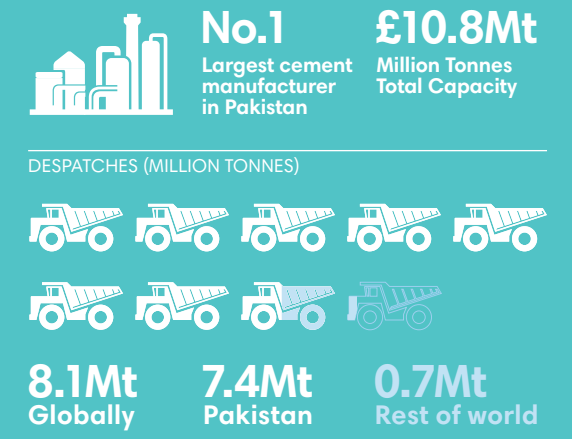 No.1
Largest cement
manufacturer
in Pakistan
£10.8Mt
Million Tonnes
Total Capacity
DESPATCHES (MILLION TONNES)
8.1Mt
Globally
7.4Mt
Pakistan
0.7Mt
Rest of world